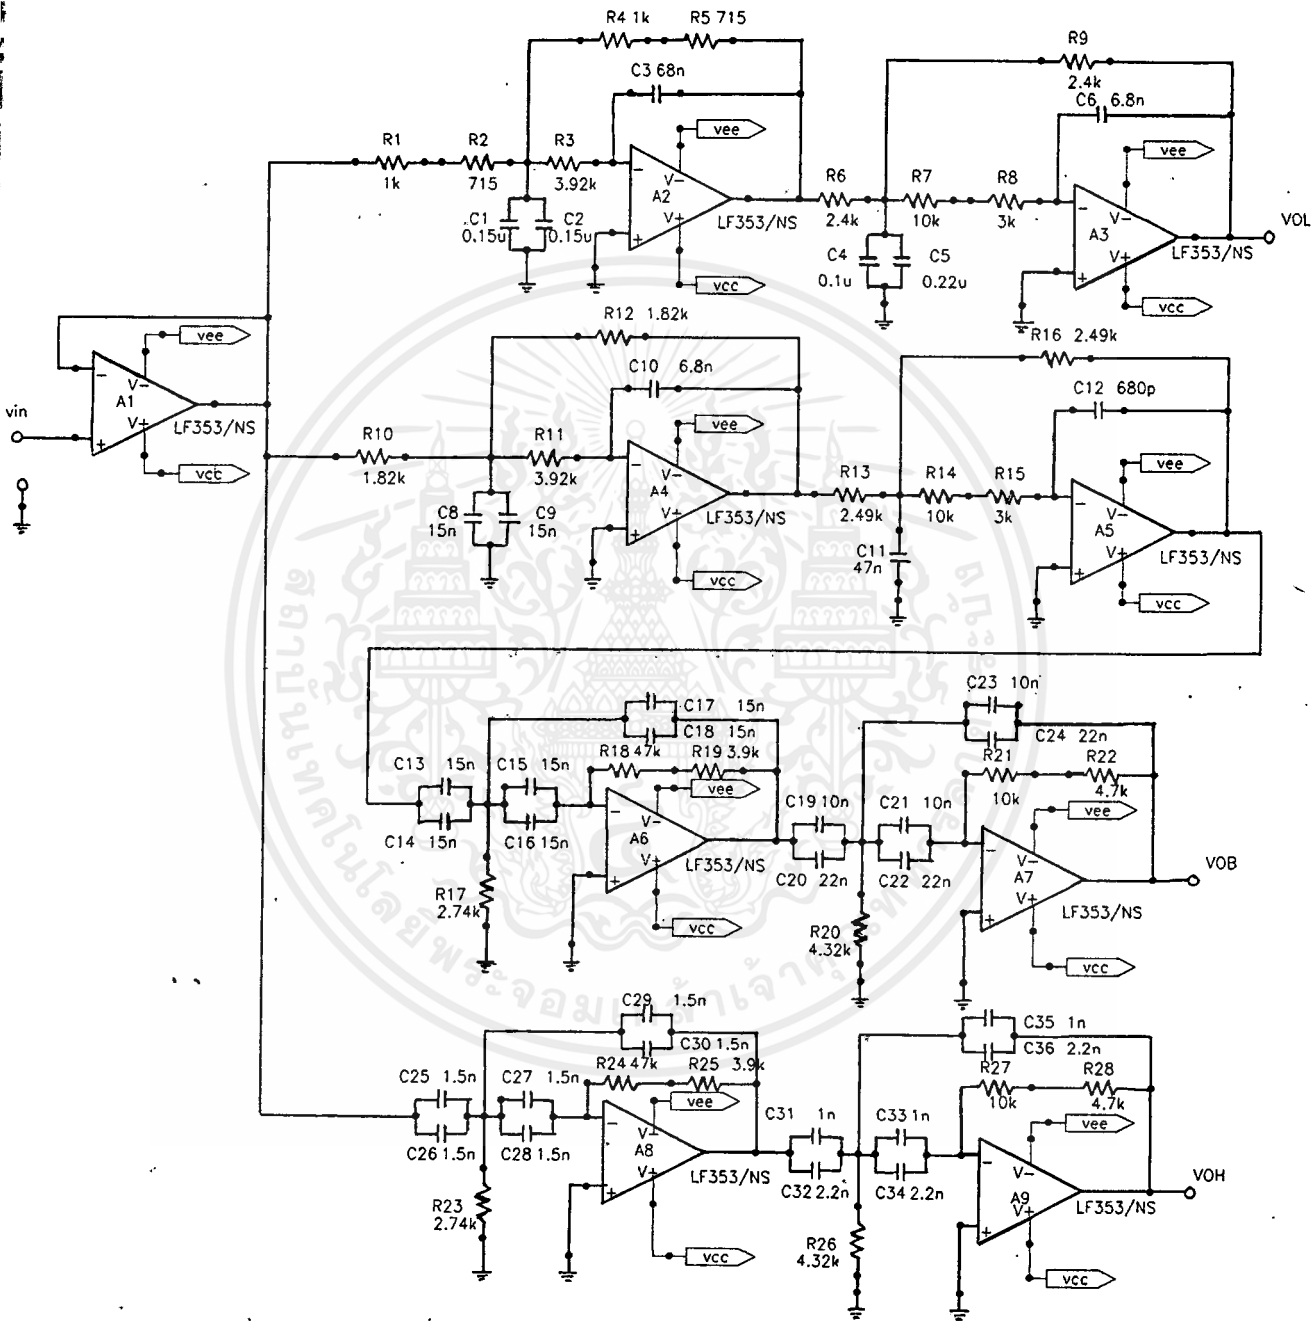 R4 1k R5 715
C3 68n
vee
R1 R2 R3
1k 715 3.92k
A2
V-
V+
LF353/NS
C1 C2
0.15u 0.15u
vcc
R9
2.4k
C6 6.8n
vee
R6 R7 R8
2.4k 10k 3k
A3
V-
V+
LF353/NS
VOL
C4 C5
0.1u 0.22u
vcc
vin
vee
A1
V-
V+
LF353/NS
vcc
R12 1.82k
C10 6.8n
vee
R10 R11
1.82k 3.92k
A4
V-
V+
LF353/NS
C8 C9
15n 15n
vcc
R16 2.49k
C12 680p
vee
R13 R14 R15
2.49k 10k 3k
A5
V-
V+
LF353/NS
C11
47n
vcc
C17 15n
C18 15n
R18 47k R19 3.9k
C13 15n C15 15n
vee
C14 15n C16 15n
A6
V-
V+
LF353/NS
R17
2.74k
vcc
C23 10n
C24 22n
R21 R22
10k 4.7k
C19 10n C21 10n
vee
C20 22n C22 22n
A7
V-
V+
LF353/NS
VOB
R20
4.32k
vcc
C29 1.5n
C30 1.5n
R24 47k R25 3.9k
C25 1.5n C27 1.5n
vee
C26 1.5n C28 1.5n
A8
V-
V+
LF353/NS
R23
2.74k
vcc
C35 1n
C36 2.2n
R27 R28
10k 4.7k
C31 1n C33 1n
vee
C32 2.2n C34 2.2n
A9
V-
V+
LF353/NS
VOH
R26
4.32k
vcc